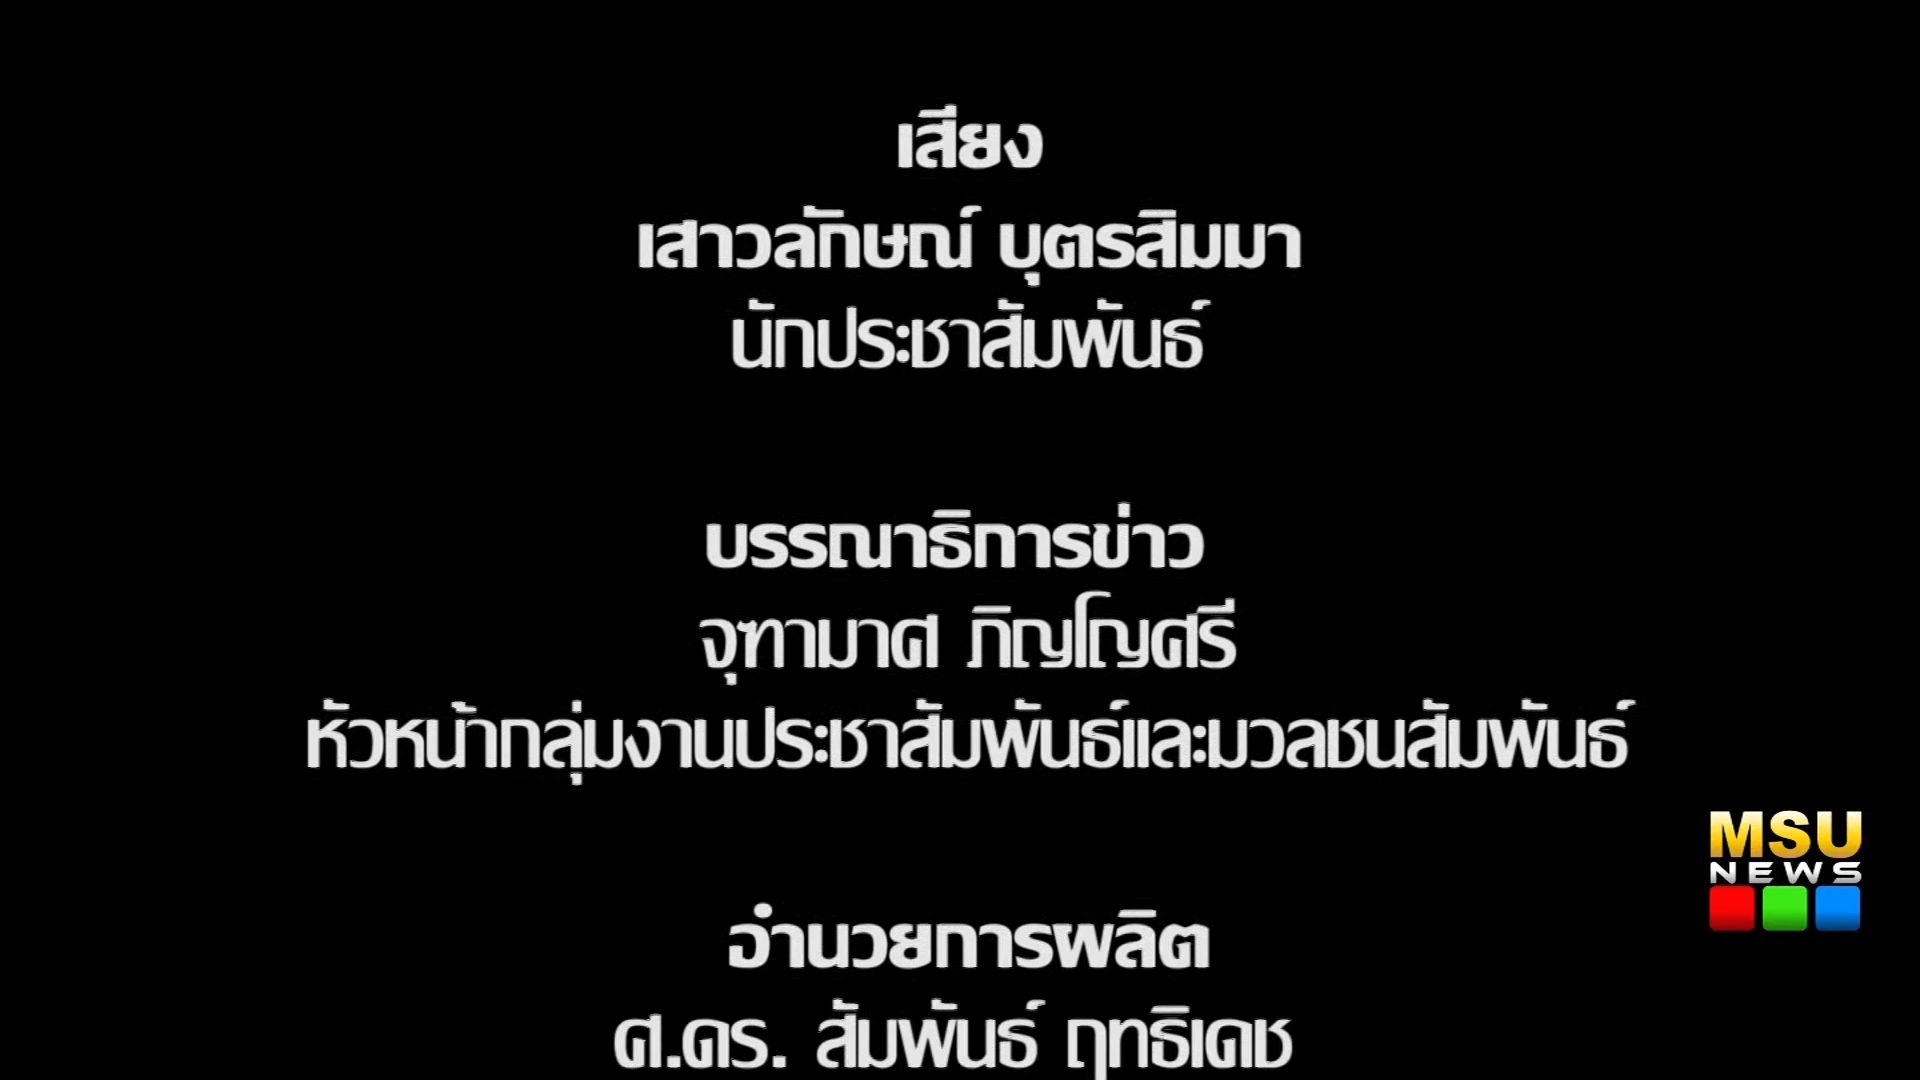 เสียง
เสาวลักษณ์ บุตรสิมมา
นักประชาสัมพันธ์
บรรณาธิการข่าว
จุฑามาศ ภิญโญศรี
หัวหน้ากลุ่มงานประชาสัมพันธ์และมวลชนสัมพันธ์
MSU
NEWS
อำนวยการผลิต
ศ.ดร. สัมพันธ์ ฤทธิเดช